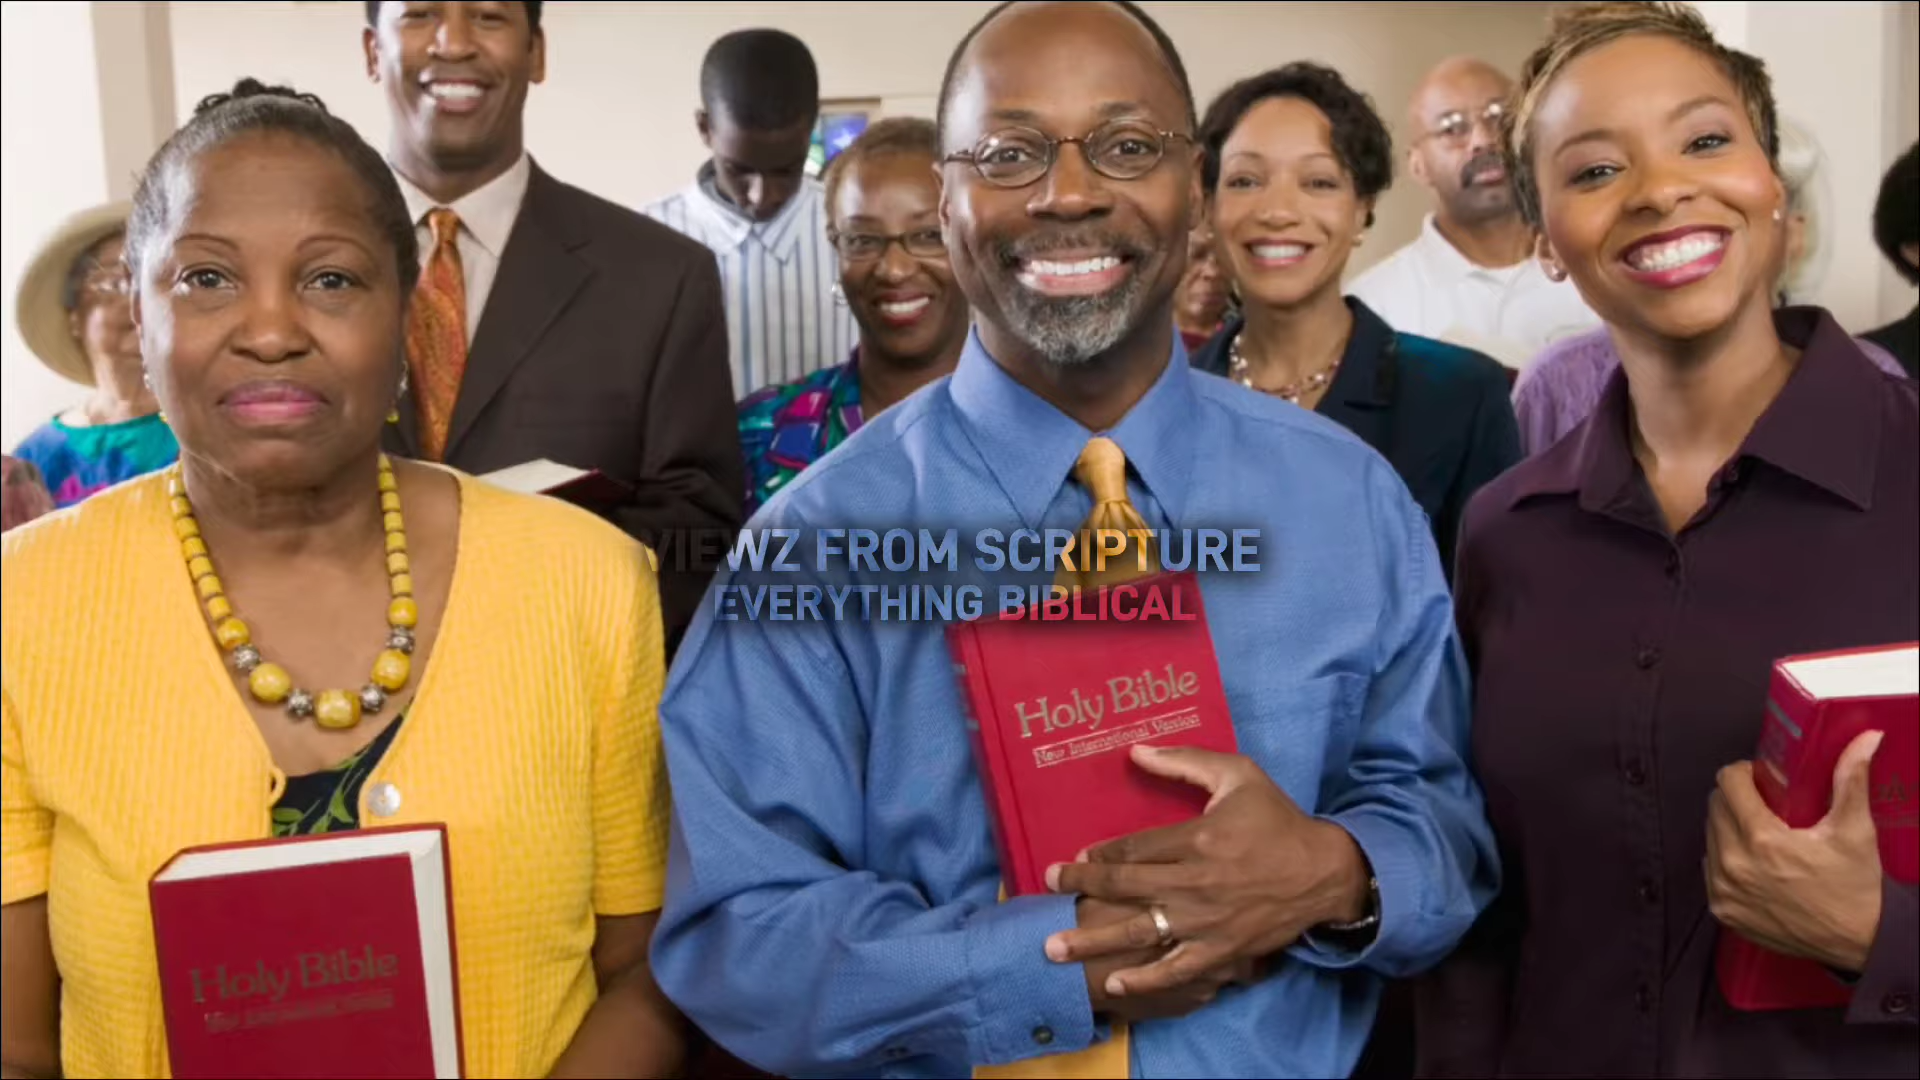 VIEWZ FROM SCRIPTURE
EVERYTHING BIBLICAL
Holy Bible
New International Version
Holy Bible